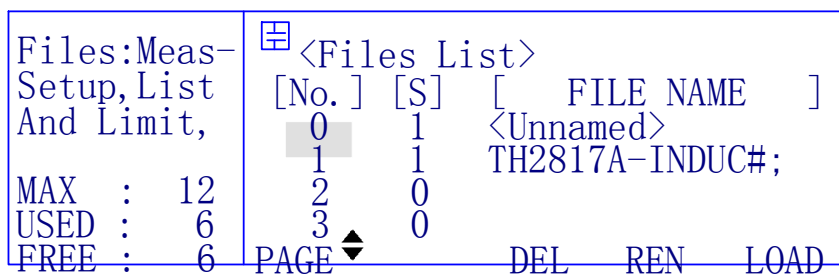 Files:Meas-
Setup,List
And Limit,
MAX : 12
USED : 6
FREE : 6
<Files List>
[No.] [S] [ FILE NAME ]
0 1 <Unnamed>
1 1 TH2817A-INDUC#;
2 0
3 0
PAGE DEL REN LOAD